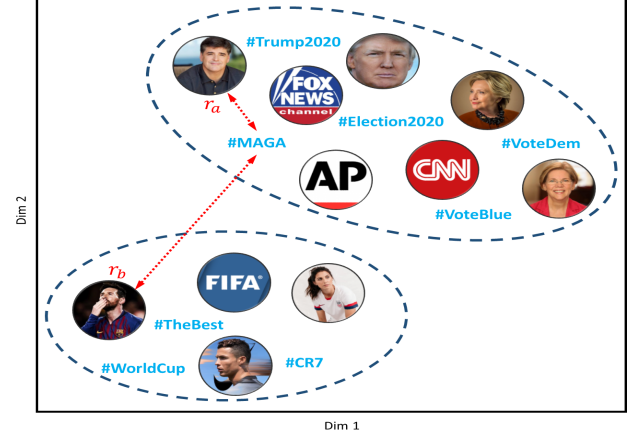 #Trump2020
FOX
NEWS
channel
r_a
#Election2020
#MAGA
#VoteDem
AP
CNN
#VoteBlue
Dim 2
r_b
FIFA®
#TheBest
#WorldCup
#CR7
Dim 1